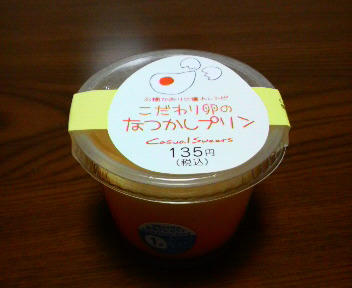 こだわり卵の
なつかしプリン
Casual Sweets
135円
(税込)